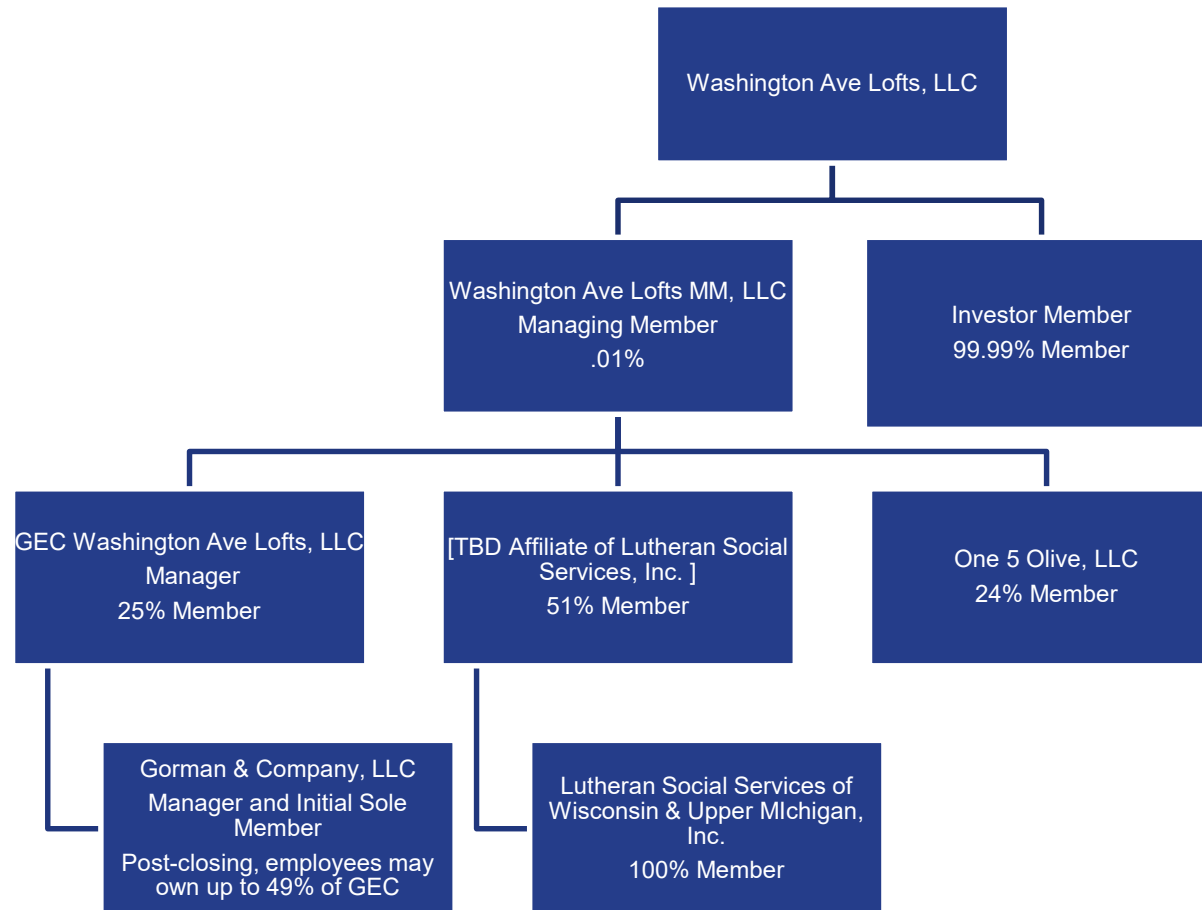 Washington Ave Lofts, LLC
Washington Ave Lofts MM, LLC
Managing Member
.01%
Investor Member
99.99% Member
GEC Washington Ave Lofts, LLC
Manager
25% Member
[TBD Affiliate of Lutheran Social
Services, Inc. ]
51% Member
One 5 Olive, LLC
24% Member
Gorman & Company, LLC
Manager and Initial Sole
Member
Post-closing, employees may
own up to 49% of GEC
Lutheran Social Services of
Wisconsin & Upper MIchigan,
Inc.
100% Member